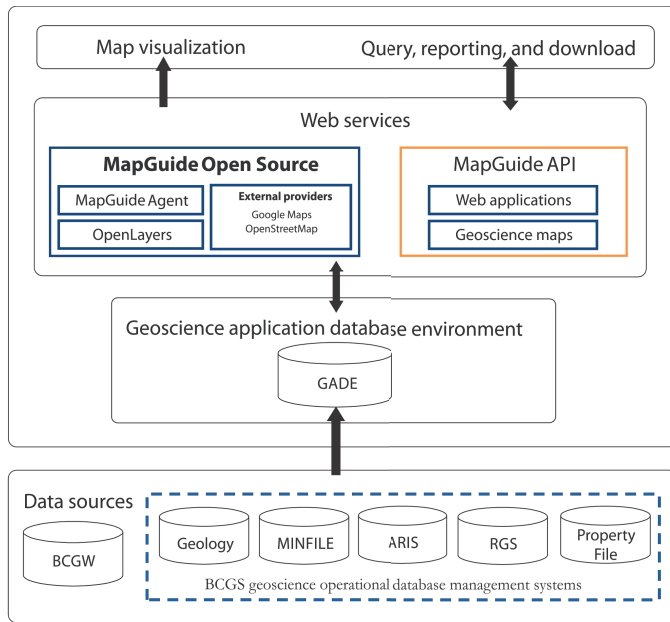 Map visualization
Query, reporting, and download
Web services
MapGuide Open Source
MapGuide Agent
OpenLayers
External providers
Google Maps
OpenStreetMap
MapGuide API
Web applications
Geoscience maps
Geoscience application database environment
GADE
Data sources
BCGW
Geology
MINFILE
ARIS
RGS
Property
File
BCGS geoscience operational database management systems